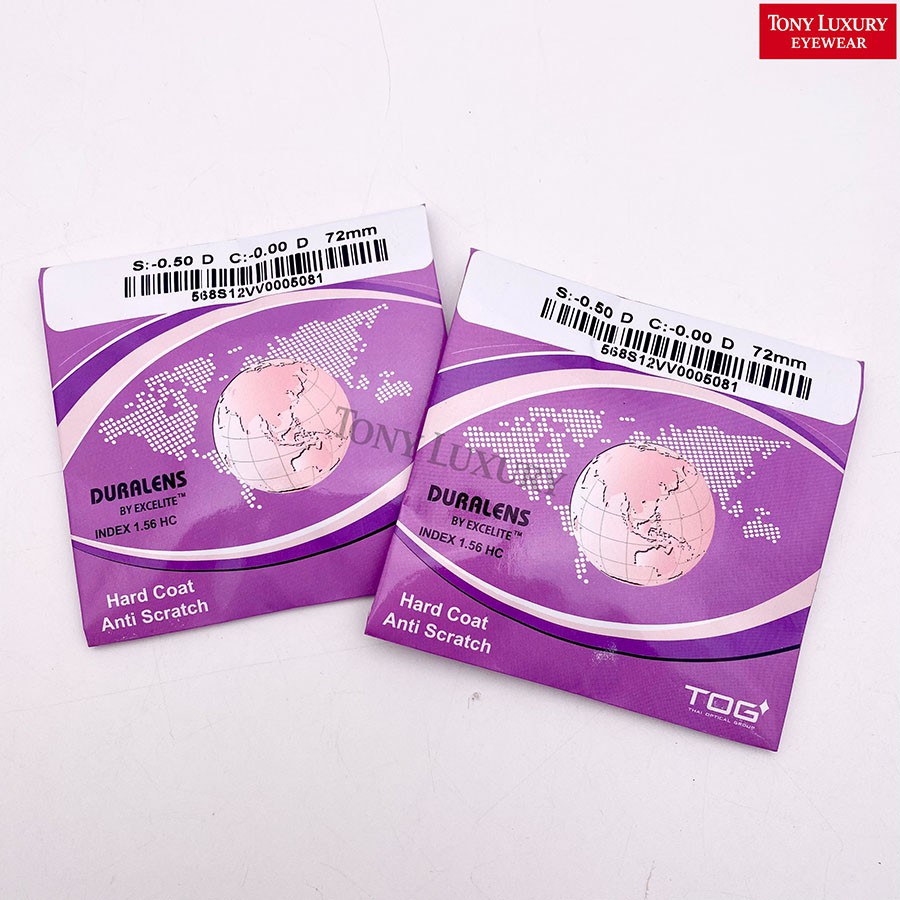 TONY LUXURY
EYEWEAR
S:-0.50 D C:-0.00 D 72mm
568S12VV0005081
DURALENS
BY EXCELITE™
INDEX 1.56 HC
Hard Coat
Anti Scratch
S:-0.50 D C:-0.00 D 72mm
568S12VV0005081
DURALENS
BY EXCELITE™
INDEX 1.56 HC
Hard Coat
Anti Scratch
TOG
THAI OPTICAL GROUP
TONY LUXURY